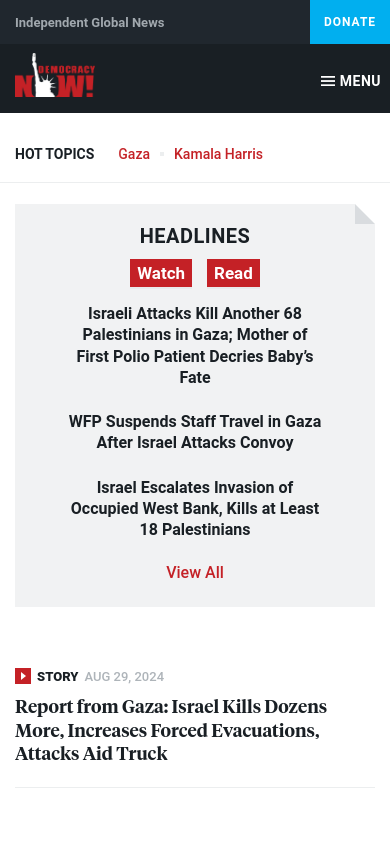 Independent Global News
DONATE
DEMOCRACY
NOW!
MENU
HOT TOPICS
Gaza
Kamala Harris
HEADLINES
Watch
Read
Israeli Attacks Kill Another 68
Palestinians in Gaza; Mother of
First Polio Patient Decries Baby’s
Fate
WFP Suspends Staff Travel in Gaza
After Israel Attacks Convoy
Israel Escalates Invasion of
Occupied West Bank, Kills at Least
18 Palestinians
View All
STORY AUG 29, 2024
Report from Gaza: Israel Kills Dozens
More, Increases Forced Evacuations,
Attacks Aid Truck